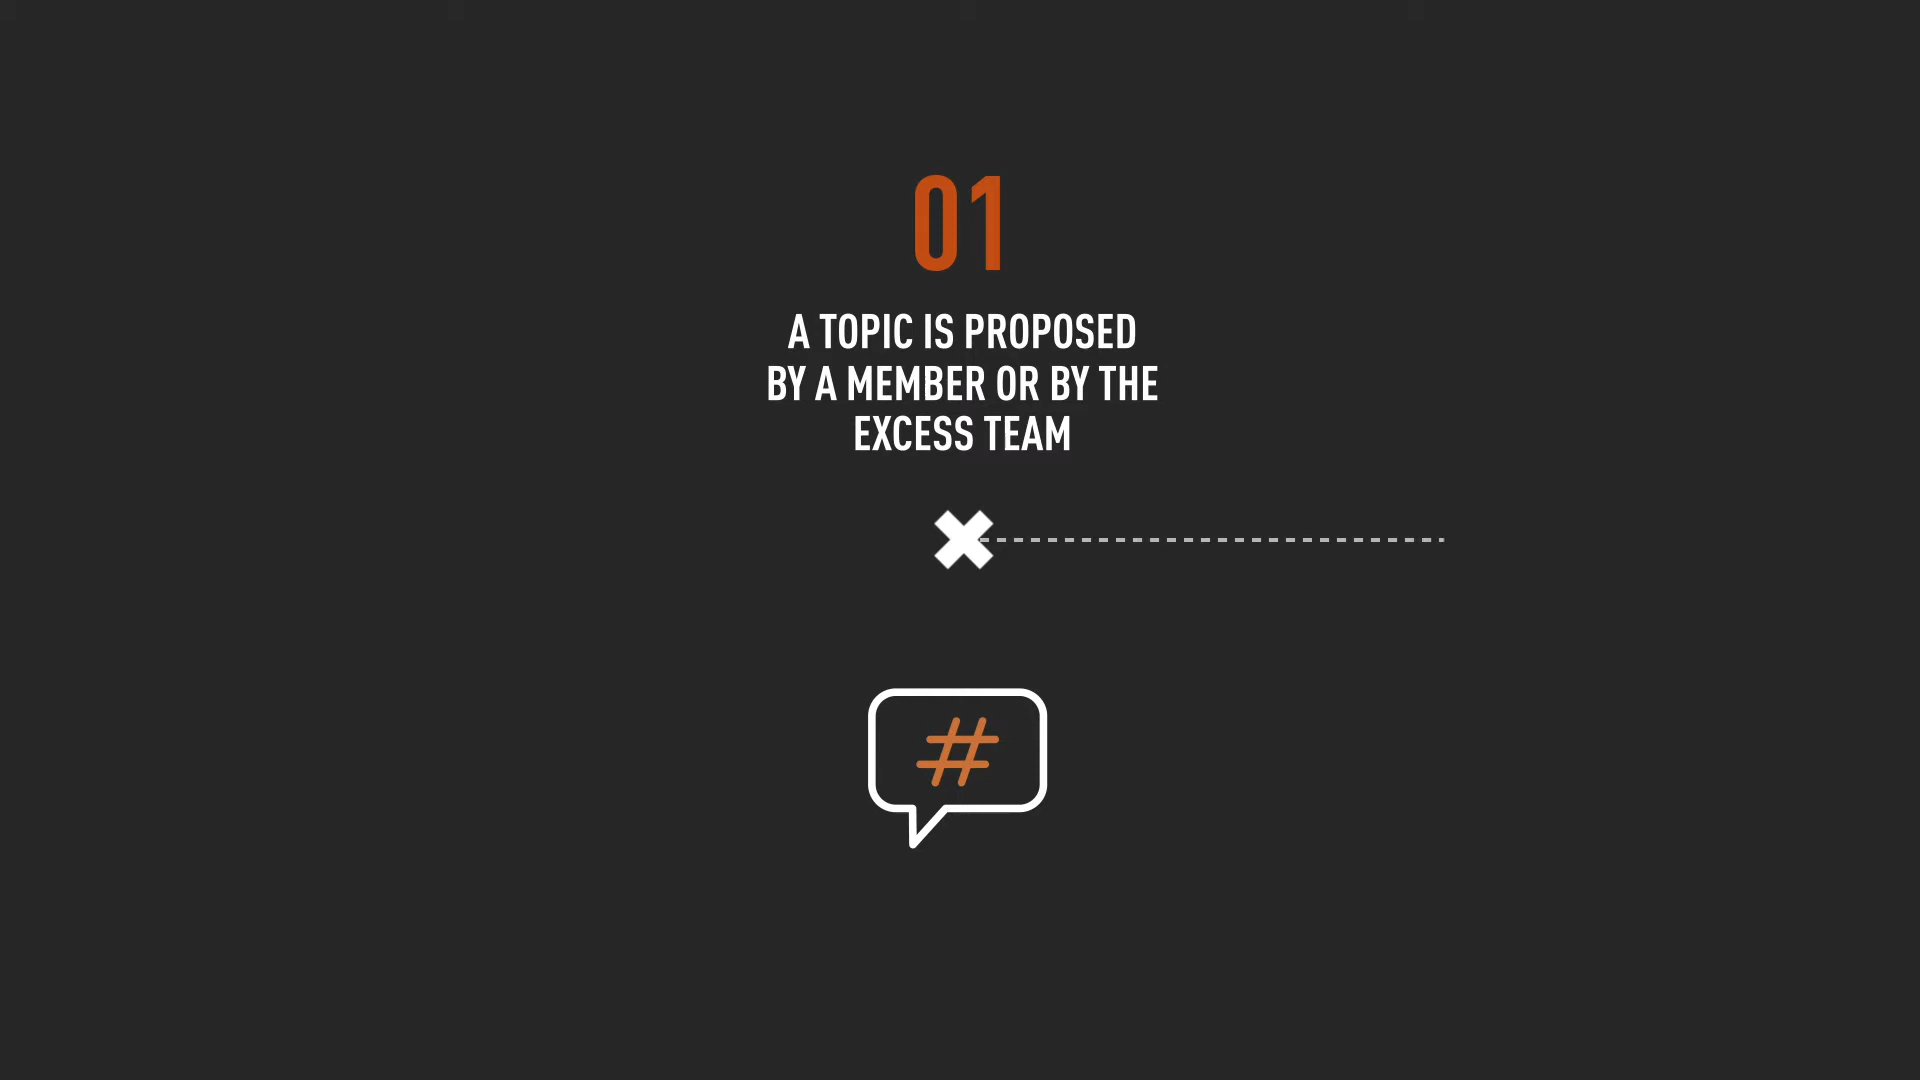 01
A TOPIC IS PROPOSED
BY A MEMBER OR BY THE
EXCESS TEAM
#